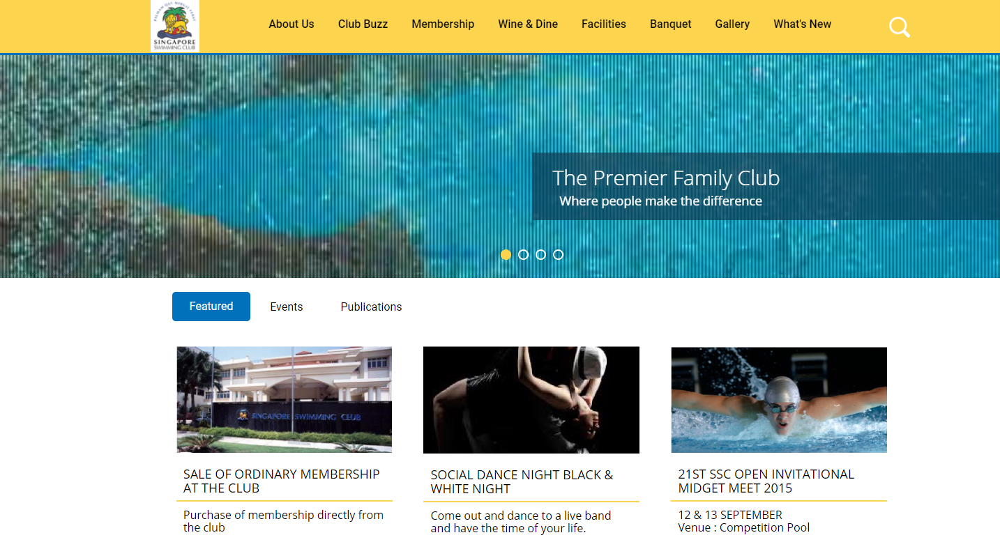 PALMAM QUI MERUIT FERAT
SINGAPORE
SWIMMING CLUB
About Us
Club Buzz
Membership
Wine & Dine
Facilities
Banquet
Gallery
What's New
The Premier Family Club
Where people make the difference
Featured
Events
Publications
SINGAPORE SWIMMING CLUB
SALE OF ORDINARY MEMBERSHIP
AT THE CLUB
Purchase of membership directly from
the club
SOCIAL DANCE NIGHT BLACK &
WHITE NIGHT
Come out and dance to a live band
and have the time of your life.
21ST SSC OPEN INVITATIONAL
MIDGET MEET 2015
12 & 13 SEPTEMBER
Venue : Competition Pool